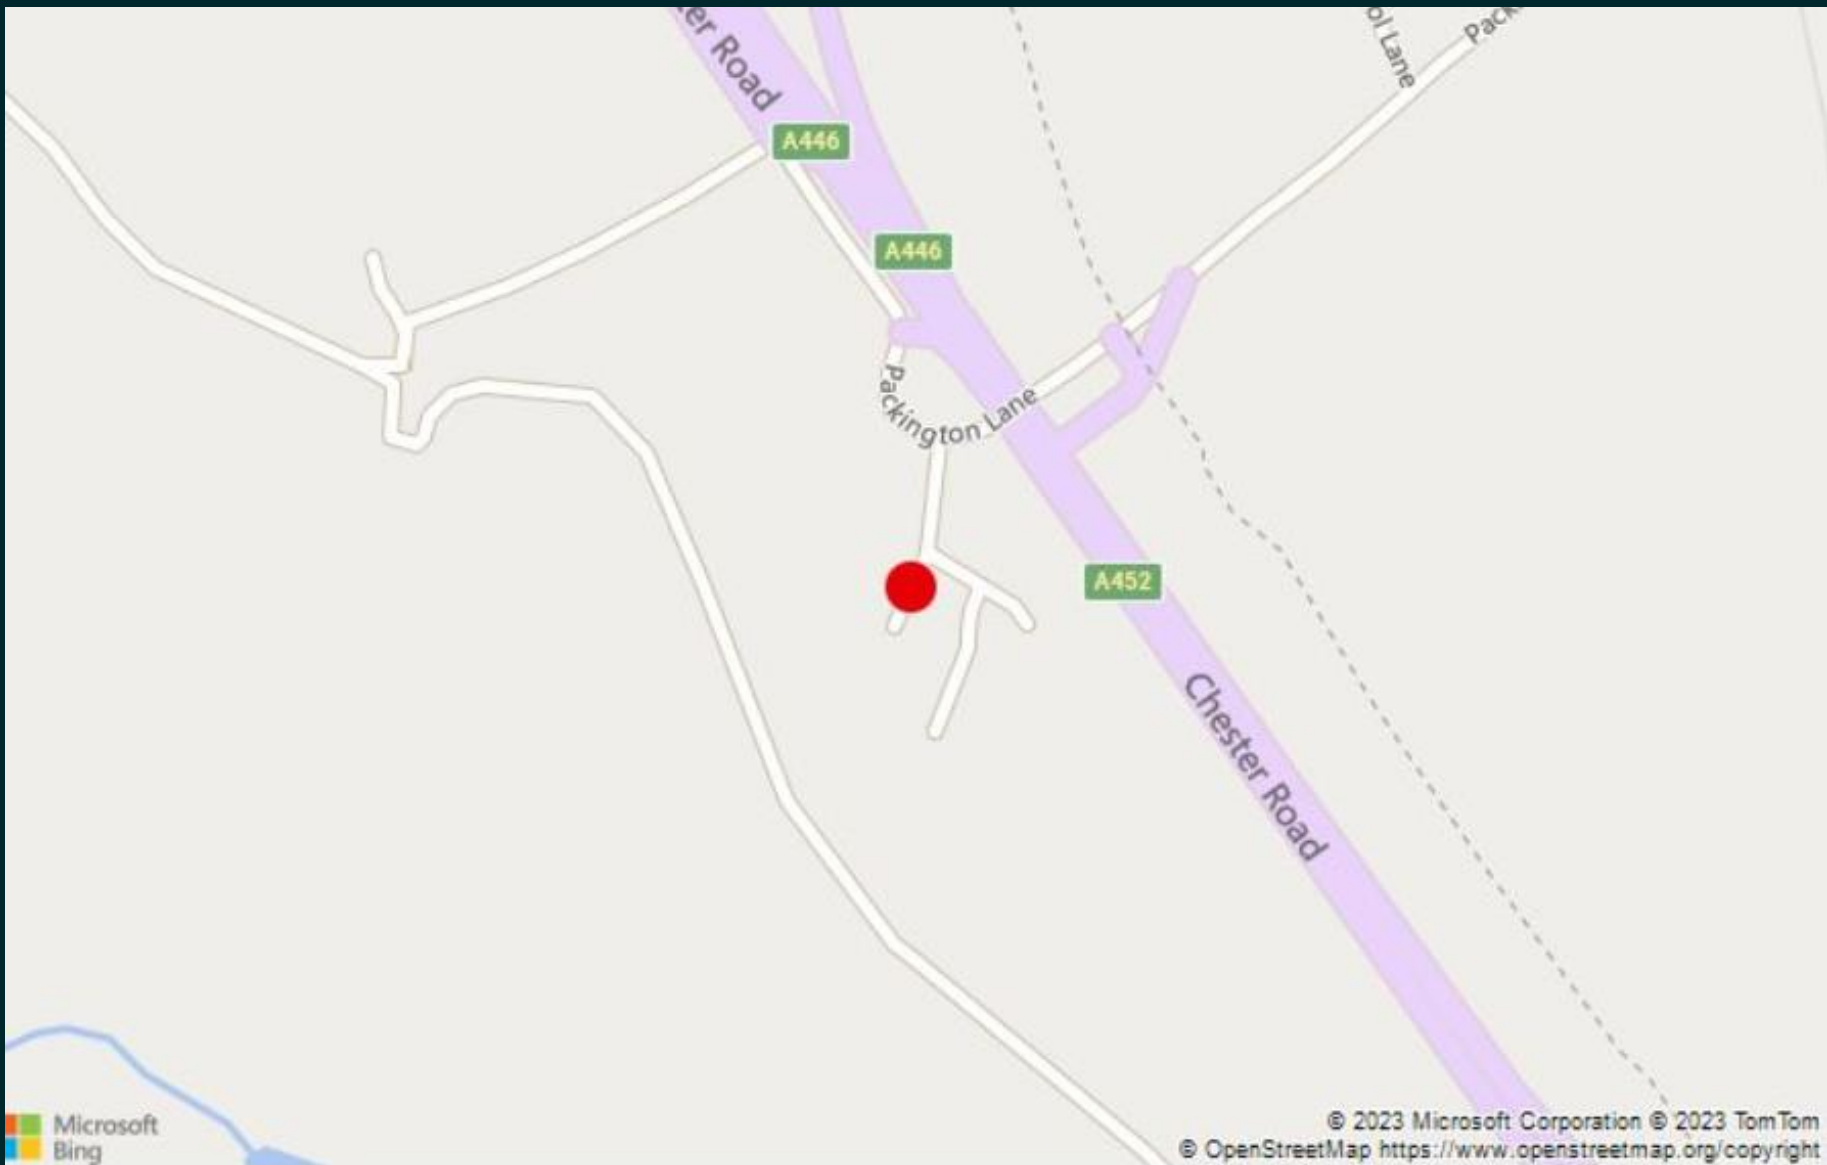 ter Road
ol Lane
Pack
A446
A446
Packington Lane
A452
Chester Road
Microsoft
Bing
© 2023 Microsoft Corporation © 2023 TomTom
© OpenStreetMap https://www.openstreetmap.org/copyright